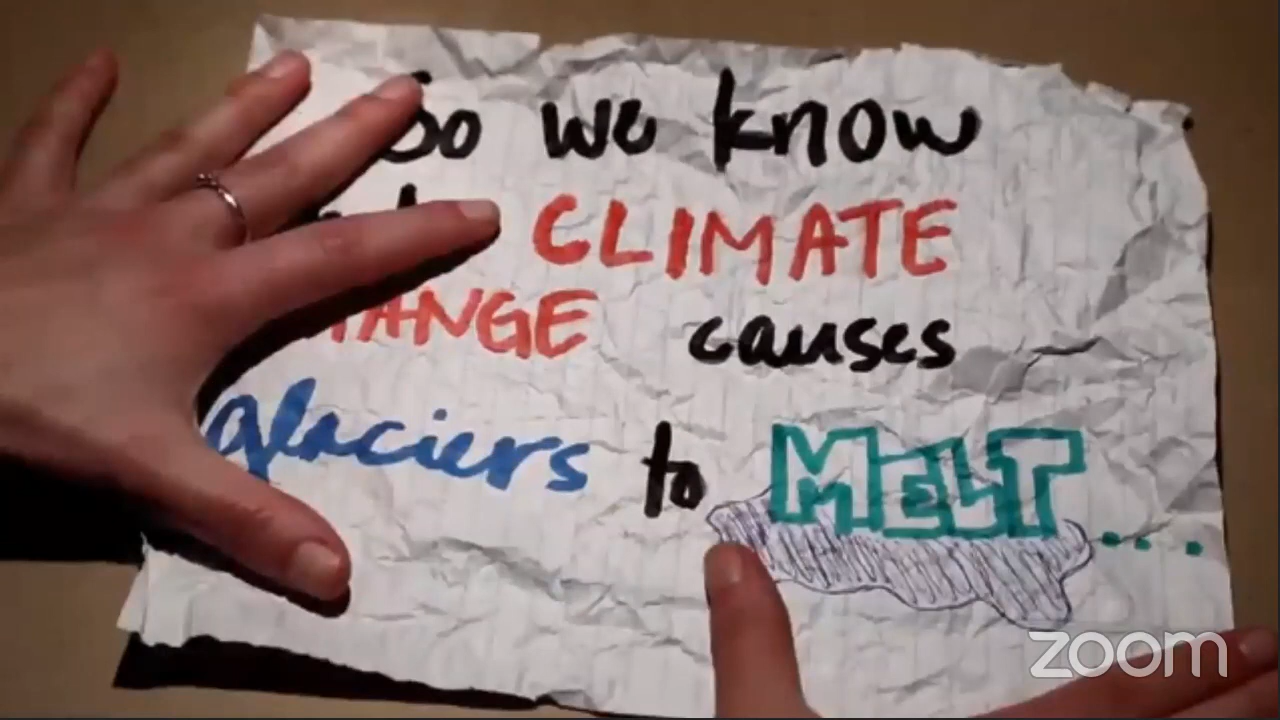 So we know
CLIMATE
causes
glaciers to MELT...
zoom